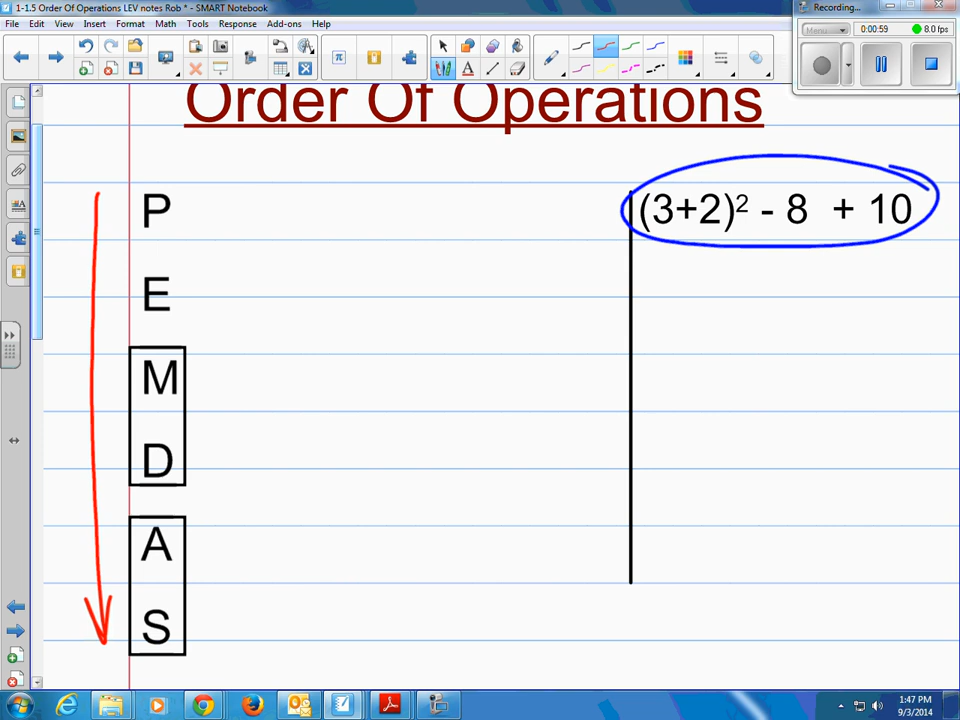 1-1.5 Order Of Operations LEV notes Rob * - SMART Notebook
File Edit View Insert Format Math Tools Response Add-ons Help
Recording...
Menu
0:00:59
8.0 fps
Order Of Operations
P
(3+2)² - 8 + 10
E
M
D
A
S
1:47 PM
9/3/2014